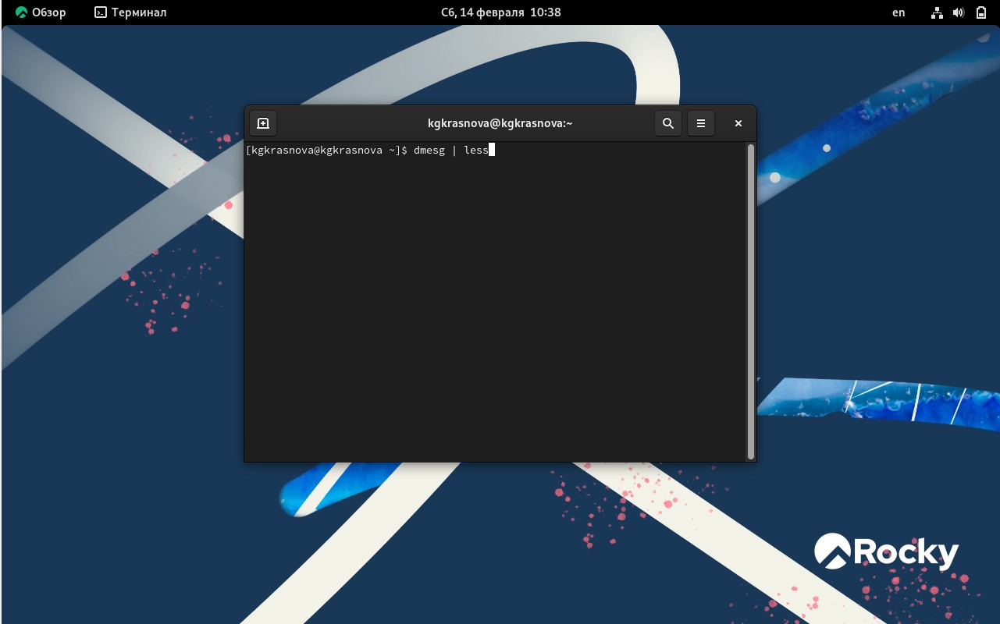 Обзор Терминал Сб, 14 февраля 10:38 en
kgkrasnova@kgkrasnova:~
[kgkrasnova@kgkrasnova ~]$ dmesg | less
Rocky